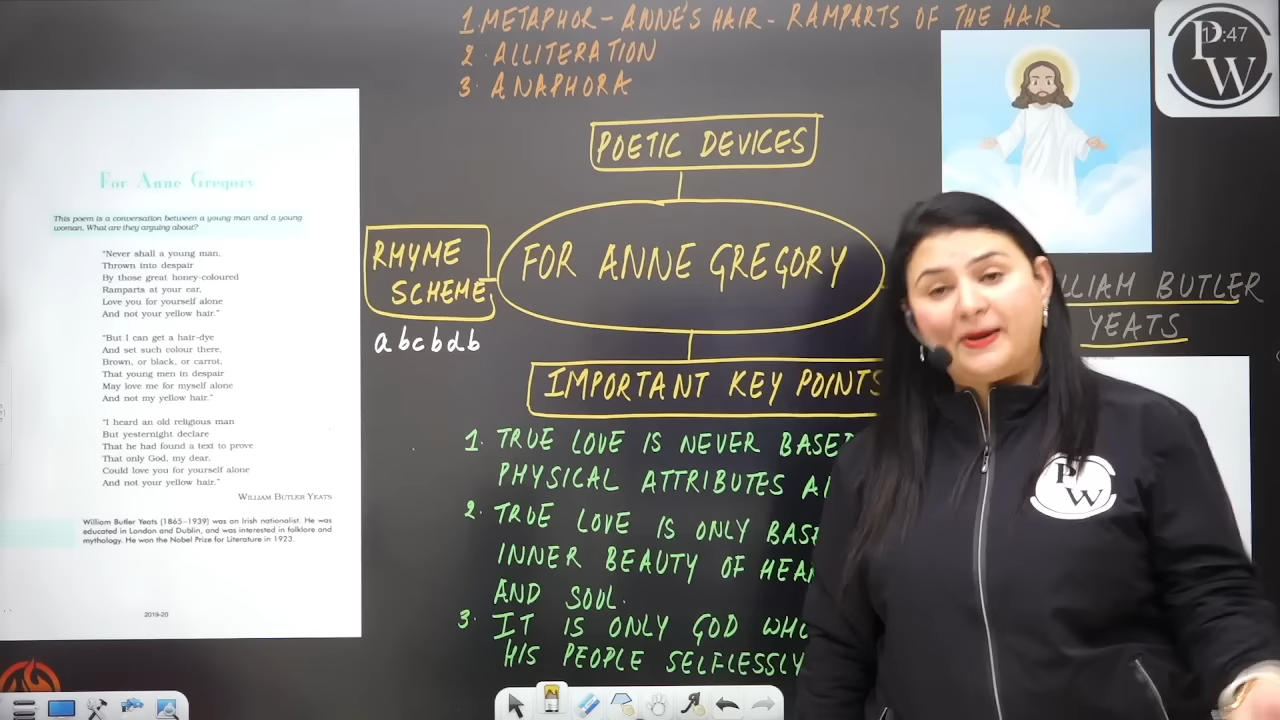 1. METAPHOR - ANNE'S HAIR - RAMPARTS OF THE HAIR
2. ALLITERATION
3. ANAPHORA
POETIC DEVICES
RHYME
SCHEME
abcbdb
FOR ANNE GREGORY
BUTLER
YEATS
IMPORTANT KEY POINTS
1. TRUE LOVE IS NEVER
PHYSICAL ATTRIBUTES
2. TRUE LOVE IS ONLY
INNER BEAUTY OF
AND SOUL.
3. IT IS ONLY GOD
HIS PEOPLE SELFLESSLY
For Anne Gregory
This poem is a conversation between a young man and a young
woman. What are they arguing about?
"Never shall a young man,
Thrown into despair
By those great honey-coloured
Ramparts at your ear,
Love you for yourself alone
And not your yellow hair."
"But I can get a hair-dye
And set such colour there,
Brown, or black, or carrot,
That young men in despair
May love me for myself alone
And not my yellow hair."
"I heard an old religious man
But yesternight declare
That he had found a text to prove
That only God, my dear,
Could love you for yourself alone
And not your yellow hair."
WILLIAM BUTLER YEATS
William Butler Yeats (1865–1939) was an Irish nationalist. He was
educated in London and Dublin, and was interested in folklore and
mythology. He won the Nobel Prize for Literature in 1923.
2019-20
PW
:47
PW